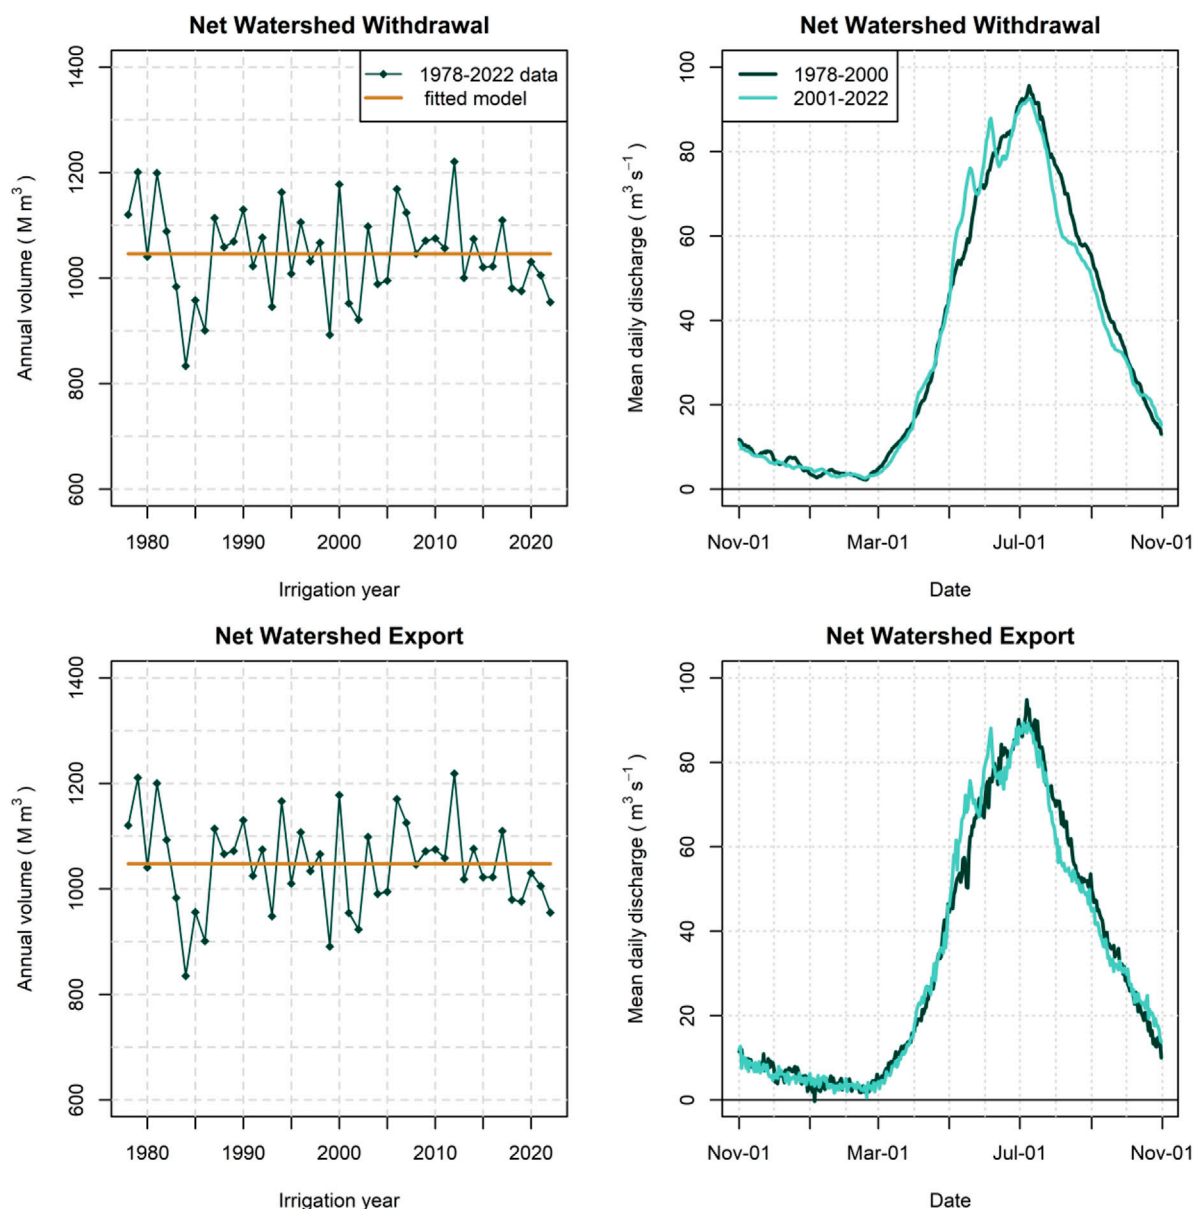 Net Watershed Withdrawal
1400
1200
1000
800
600
Annual volume ( M m³ )
1978-2022 data
fitted model
1980 1990 2000 2010 2020
Irrigation year
Net Watershed Withdrawal
100
80
60
40
20
0
Mean daily discharge ( m³ s⁻¹ )
1978-2000
2001-2022
Nov-01 Mar-01 Jul-01 Nov-01
Date
Net Watershed Export
1400
1200
1000
800
600
Annual volume ( M m³ )
1980 1990 2000 2010 2020
Irrigation year
Net Watershed Export
100
80
60
40
20
0
Mean daily discharge ( m³ s⁻¹ )
Nov-01 Mar-01 Jul-01 Nov-01
Date